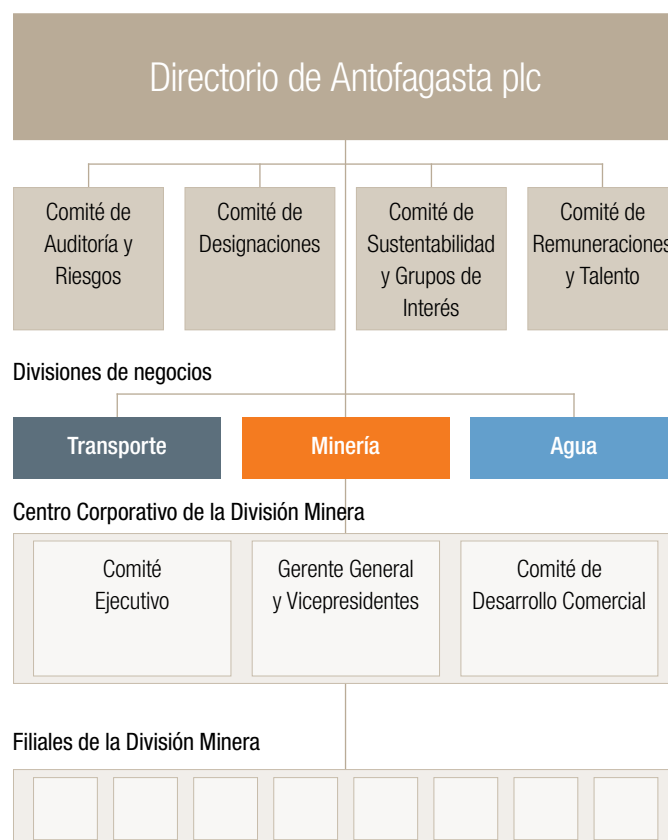 Directorio de Antofagasta plc
Comité de
Auditoría y
Riesgos
Comité de
Designaciones
Comité de
Sustentabilidad
y Grupos de
Interés
Comité de
Remuneraciones
y Talento
Divisiones de negocios
Transporte
Minería
Agua
Centro Corporativo de la División Minera
Comité
Ejecutivo
Gerente General
y Vicepresidentes
Comité de
Desarrollo Comercial
Filiales de la División Minera